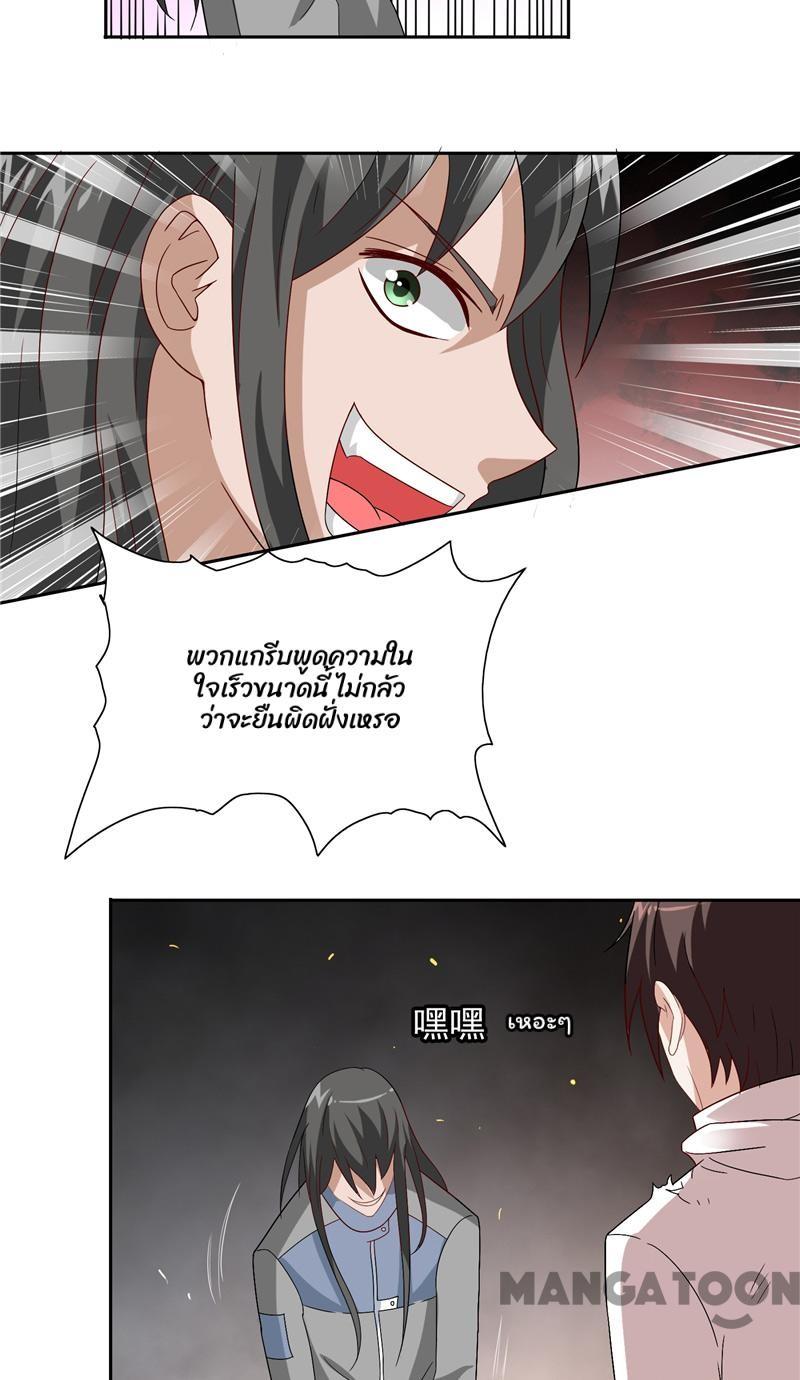 พวกแกรีบพูดความใน
ใจเร็วขนาดนี้ ไม่กลัว
ว่าจะยืนผิดฝั่งเหรอ
嘿嘿 เหอะๆ
MANGATOON